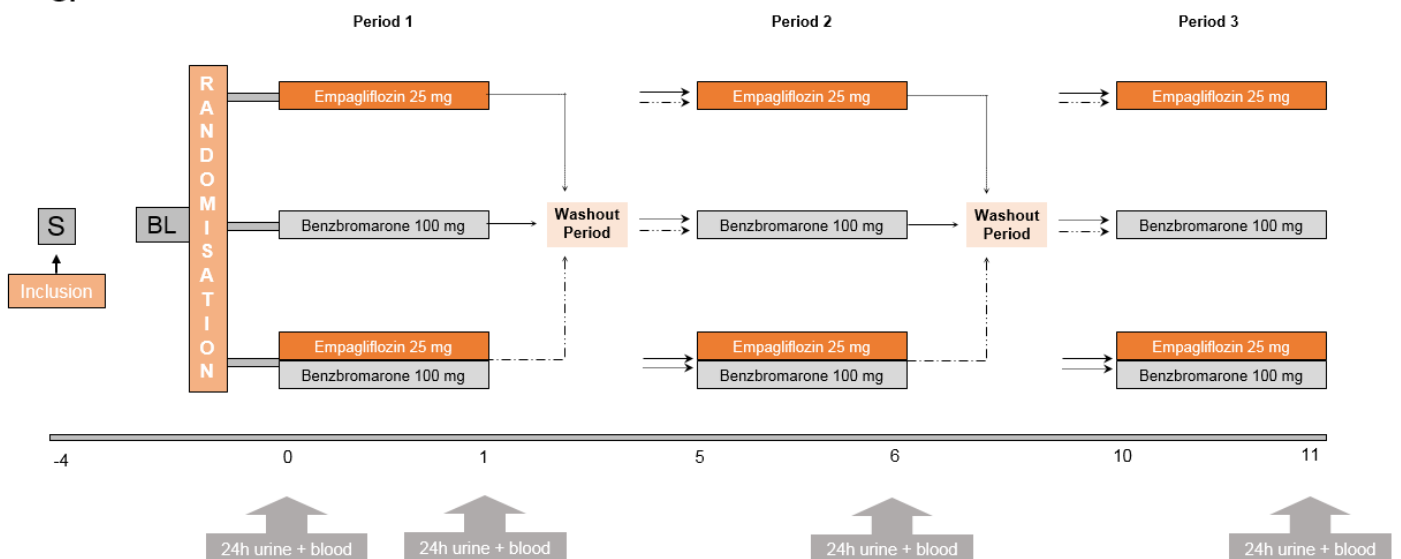 Period 1
Period 2
Period 3
RANDOMISATION
Empagliflozin 25 mg
Empagliflozin 25 mg
Empagliflozin 25 mg
S
BL
Benzbromarone 100 mg
Washout
Period
Benzbromarone 100 mg
Washout
Period
Benzbromarone 100 mg
Inclusion
Empagliflozin 25 mg
Benzbromarone 100 mg
Empagliflozin 25 mg
Benzbromarone 100 mg
Empagliflozin 25 mg
Benzbromarone 100 mg
-4
0
1
5
6
10
11
24h urine + blood
24h urine + blood
24h urine + blood
24h urine + blood